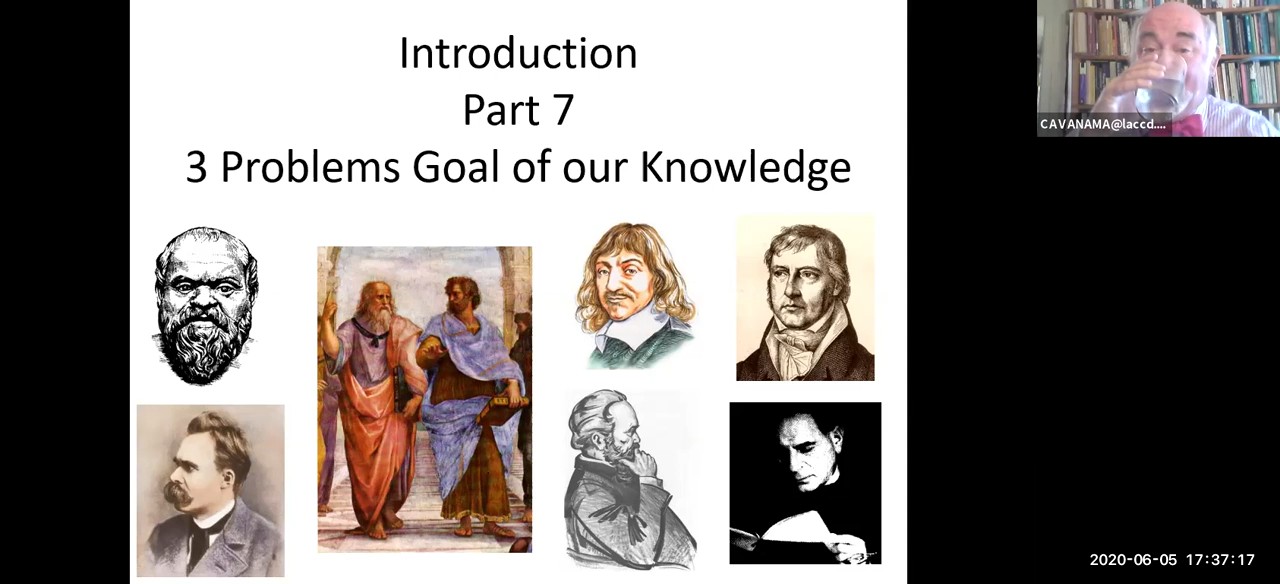 Introduction
Part 7
3 Problems Goal of our Knowledge
CAVANAMA@laccd....
2020-06-05 17:37:17